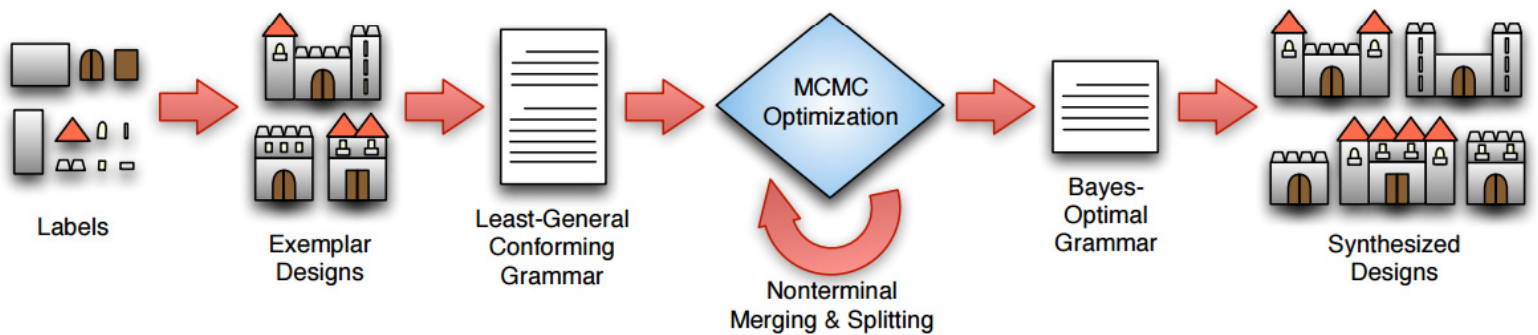 Labels
Exemplar
Designs
Least-General
Conforming
Grammar
MCMC
Optimization
Nonterminal
Merging & Splitting
Bayes-
Optimal
Grammar
Synthesized
Designs